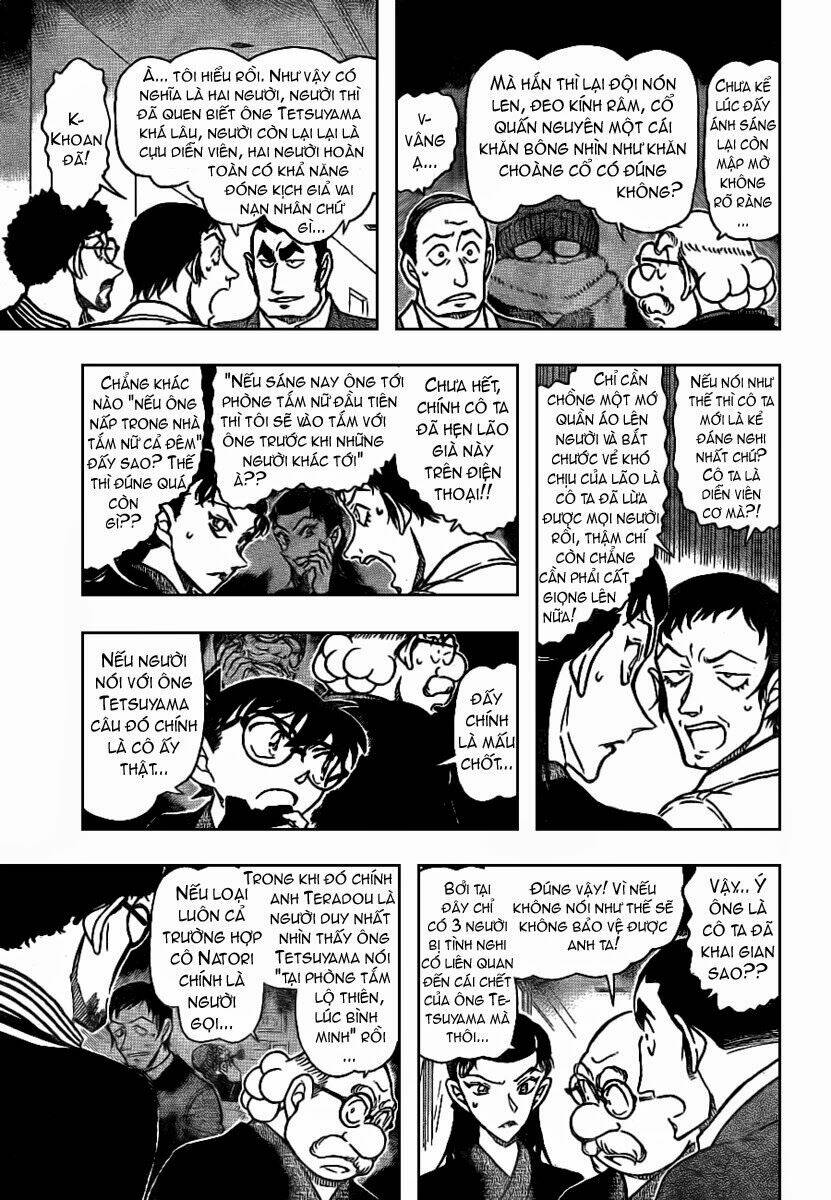 CHƯA KỂ
LÚC ĐẤY
ÁNH SÁNG
LẠI CÒN
MẬP MỜ
KHÔNG
RÕ RÀNG
...
MÀ HẮN THÌ LẠI ĐỘI NÓN
LEN, ĐEO KÍNH RÂM, CỔ
QUẤN NGUYÊN MỘT CÁI
KHĂN BÔNG NHÌN NHƯ KHĂN
CHOÀNG CỔ CÓ ĐÚNG
KHÔNG?
V-
VÂNG
Ạ...
À... TÔI HIỂU RỒI. NHƯ VẬY CÓ
NGHĨA LÀ HAI NGƯỜI, NGƯỜI THÌ
ĐÃ QUEN BIẾT ÔNG TETSUYAMA
KHÁ LÂU, NGƯỜI CÒN LẠI LẠI LÀ
CỰU DIỄN VIÊN, HAI NGƯỜI HOÀN
TOÀN CÓ KHẢ NĂNG
ĐÓNG KỊCH GIẢ VAI
NẠN NHÂN CHỨ
GÌ...
K-
KHOAN
ĐÃ!
NẾU NÓI NHƯ
THẾ THÌ CÔ TA
MỚI LÀ KẺ
ĐÁNG NGHI
NHẤT CHỨ?
CÔ TA LÀ
DIỄN VIÊN
CƠ MÀ?!
CHỈ CẦN
CHỒNG MỘT MỚ
QUẦN ÁO LÊN
NGƯỜI VÀ BẮT
CHƯỚC VẺ KHÓ
CHỊU CỦA LÃO LÀ
CÔ TA ĐÃ LỪA
ĐƯỢC MỌI NGƯỜI
RỒI, THẬM CHÍ
CÒN CHẲNG
CẦN PHẢI CẤT
GIỌNG LÊN
NỮA!
CHƯA HẾT,
CHÍNH CÔ TA
ĐÃ HẸN LÃO
GIÀ NÀY
TRÊN ĐIỆN
THOẠI!!
"NẾU SÁNG NAY ÔNG TỚI
PHÒNG TẮM NỮ ĐẦU TIÊN
THÌ TÔI SẼ VÀO TẮM VỚI
ÔNG TRƯỚC KHI NHỮNG
NGƯỜI KHÁC TỚI"
À??
CHẲNG KHÁC
NÀO "NẾU ÔNG
NẤP TRONG NHÀ
TẮM NỮ CẢ ĐÊM"
ĐẤY SAO? THẾ
THÌ ĐÚNG QUÁ
CÒN
GÌ??
ĐẤY
CHÍNH
LÀ MẤU
CHỐT...
NẾU NGƯỜI
NÓI VỚI ÔNG
TETSUYAMA
CÂU ĐÓ CHÍNH
LÀ CÔ ẤY
THẬT...
VẬY.. Ý
ÔNG LÀ
CÔ TA ĐÃ
KHAI GIAN
SAO??
ĐÚNG VẬY! VÌ NẾU
KHÔNG NÓI NHƯ THẾ SẼ
KHÔNG BẢO VỆ ĐƯỢC
ANH TA!
BỞI TẠI
ĐÂY CHỈ
CÓ 3 NGƯỜI
BỊ TÌNH NGHI
CÓ LIÊN QUAN
ĐẾN CÁI CHẾT
CỦA ÔNG TE-
TSUYAMA MÀ
THÔI...
TRONG KHI ĐÓ CHÍNH
ANH TERADOU LÀ
NGƯỜI DUY NHẤT
NHÌN THẤY ÔNG
TETSUYAMA NÓI
"TẠI PHÒNG TẮM
LỘ THIÊN,
LÚC BÌNH
MINH" RỒI
...
NẾU LOẠI
LUÔN CẢ
TRƯỜNG HỢP
CÔ NATORI
CHÍNH LÀ
NGƯỜI
GỌI...